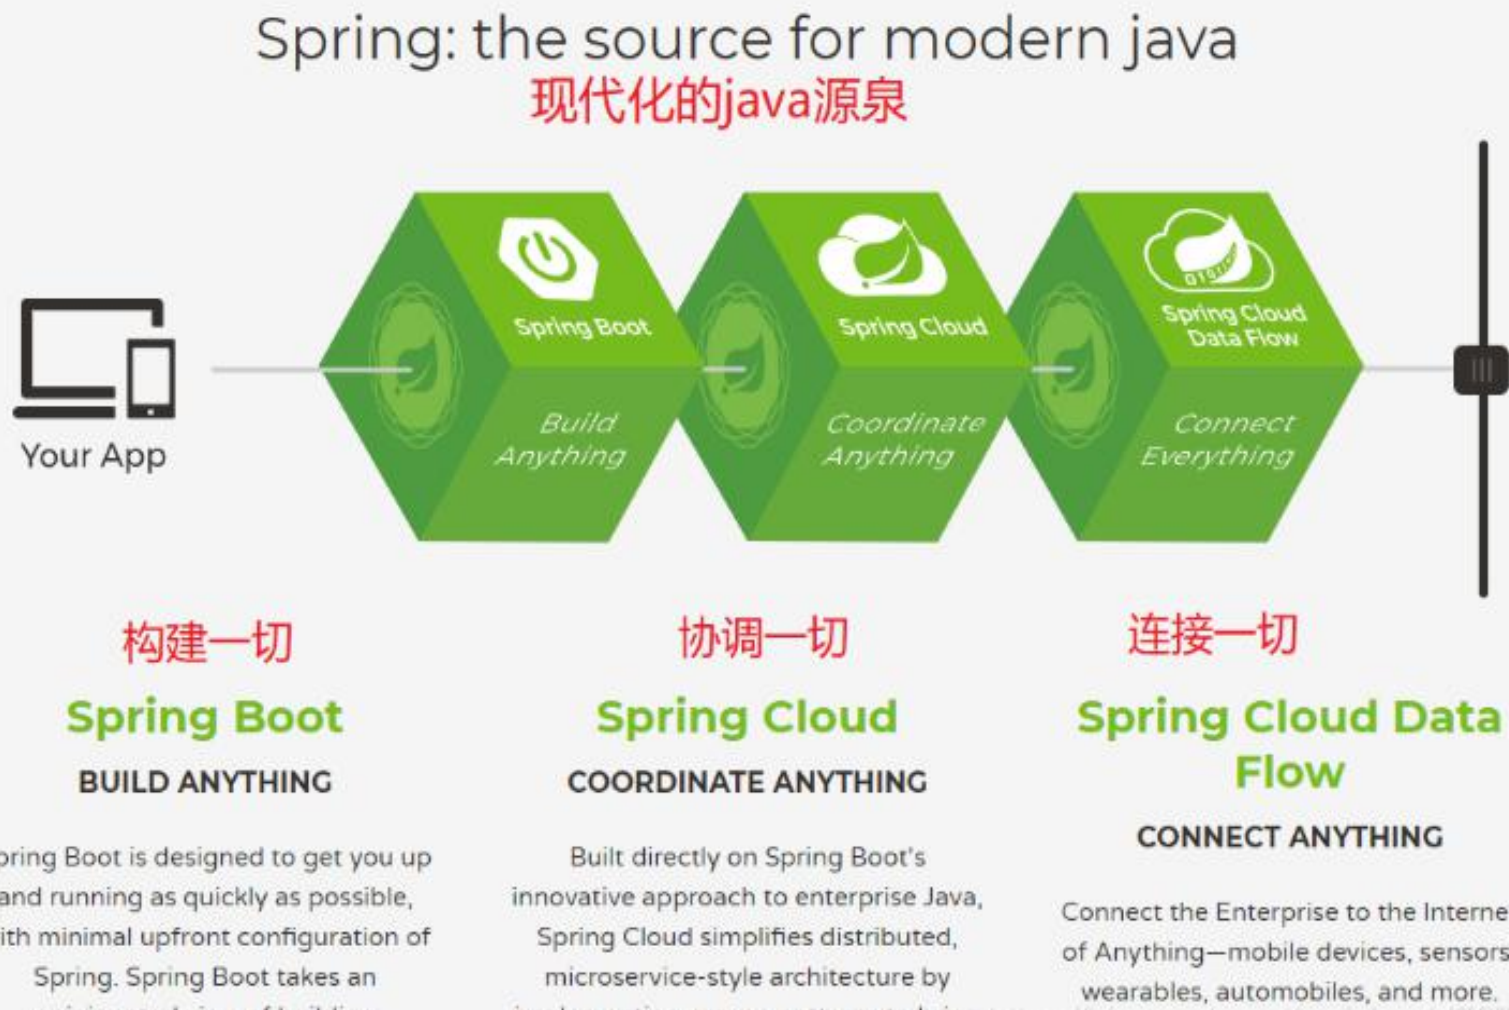 Spring: the source for modern java
现代化的java源泉
Spring Boot
Spring Cloud
Spring Cloud
Data Flow
Build
Anything
Coordinate
Anything
Connect
Everything
Your App
构建一切
协调一切
连接一切
Spring Boot
BUILD ANYTHING
pring Boot is designed to get you up
and running as quickly as possible,
ith minimal upfront configuration of
Spring. Spring Boot takes an
Spring Cloud
COORDINATE ANYTHING
Built directly on Spring Boot's
innovative approach to enterprise Java,
Spring Cloud simplifies distributed,
microservice-style architecture by
Spring Cloud Data
Flow
CONNECT ANYTHING
Connect the Enterprise to the Interne
of Anything—mobile devices, sensors
wearables, automobiles, and more.